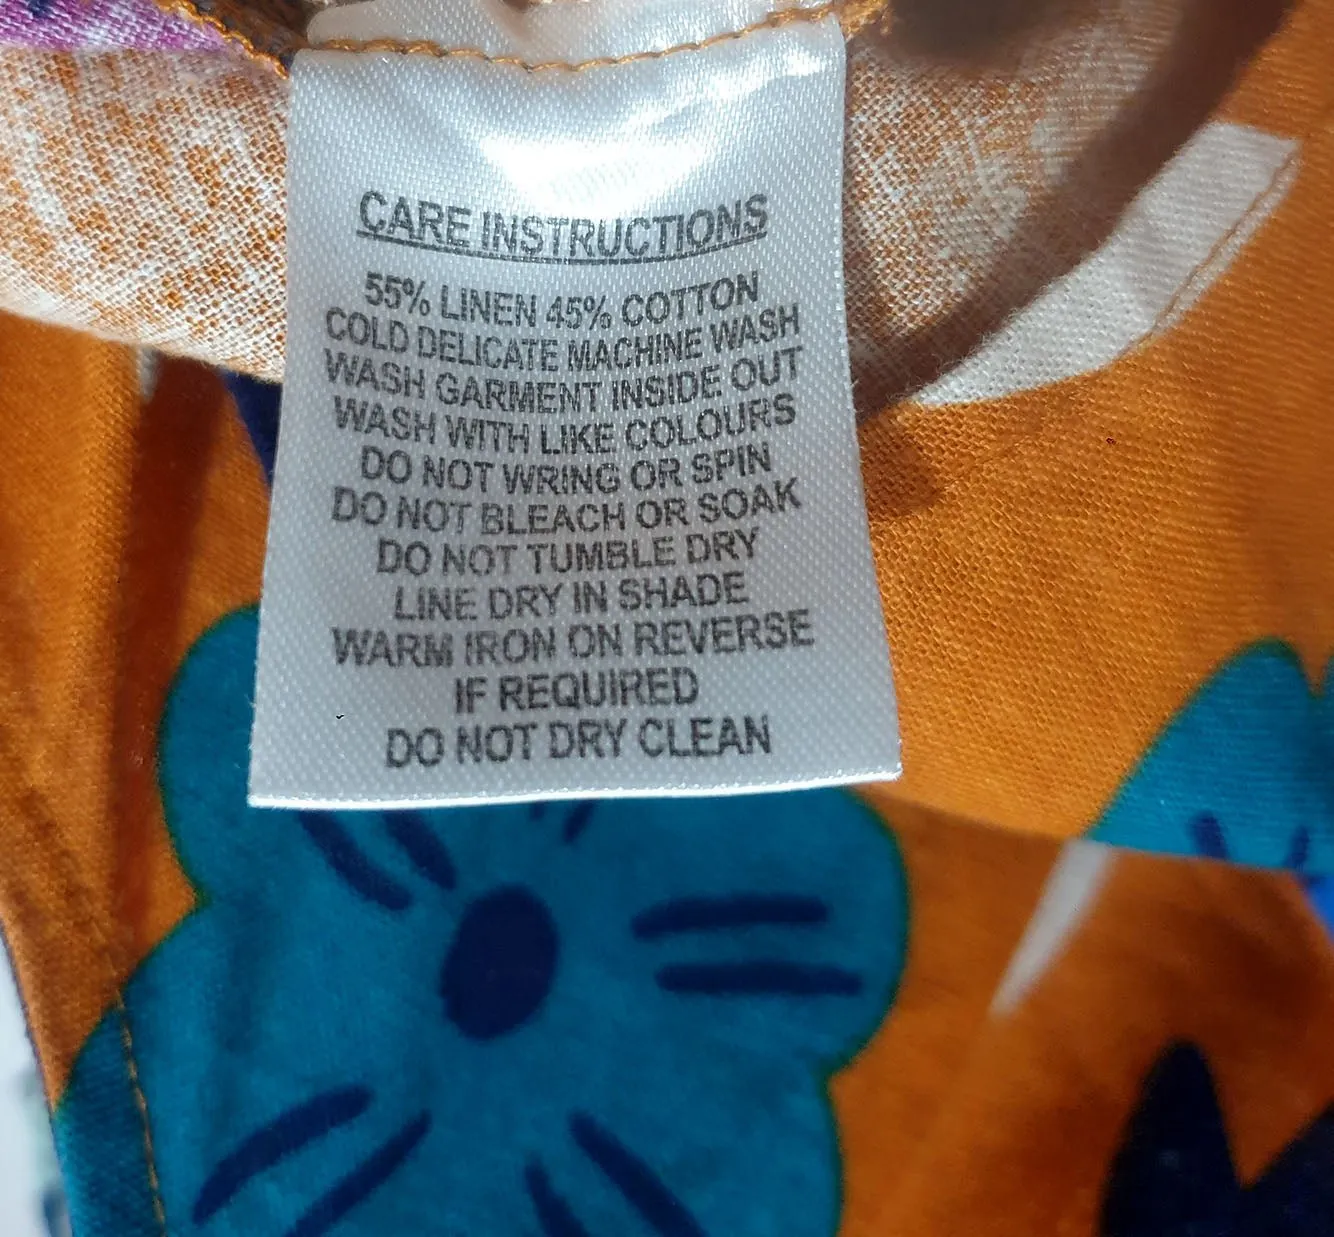 CARE INSTRUCTIONS
55% LINEN 45% COTTON
COLD DELICATE MACHINE WASH
WASH GARMENT INSIDE OUT
WASH WITH LIKE COLOURS
DO NOT WRING OR SPIN
DO NOT BLEACH OR SOAK
DO NOT TUMBLE DRY
LINE DRY IN SHADE
WARM IRON ON REVERSE
IF REQUIRED
DO NOT DRY CLEAN